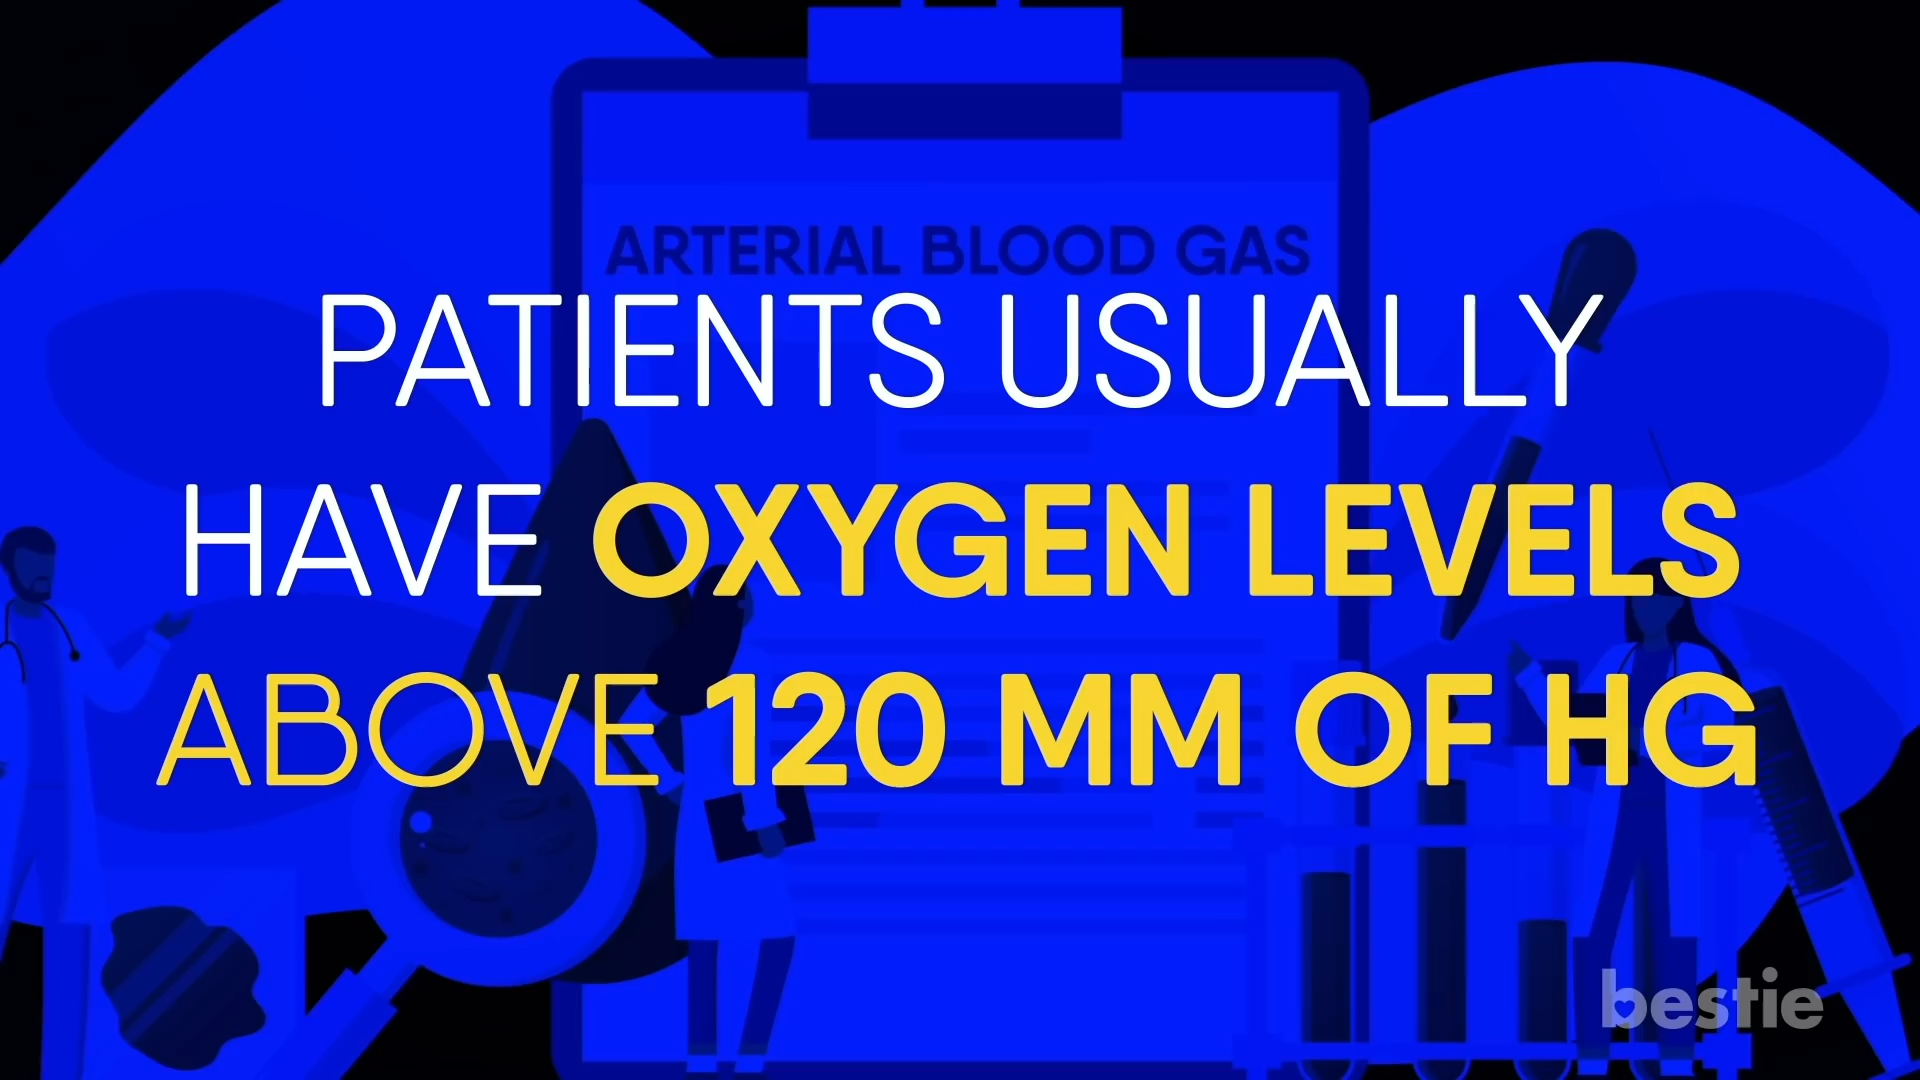 ARTERIAL BLOOD GAS
PATIENTS USUALLY
HAVE OXYGEN LEVELS
ABOVE 120 MM OF HG
bestie